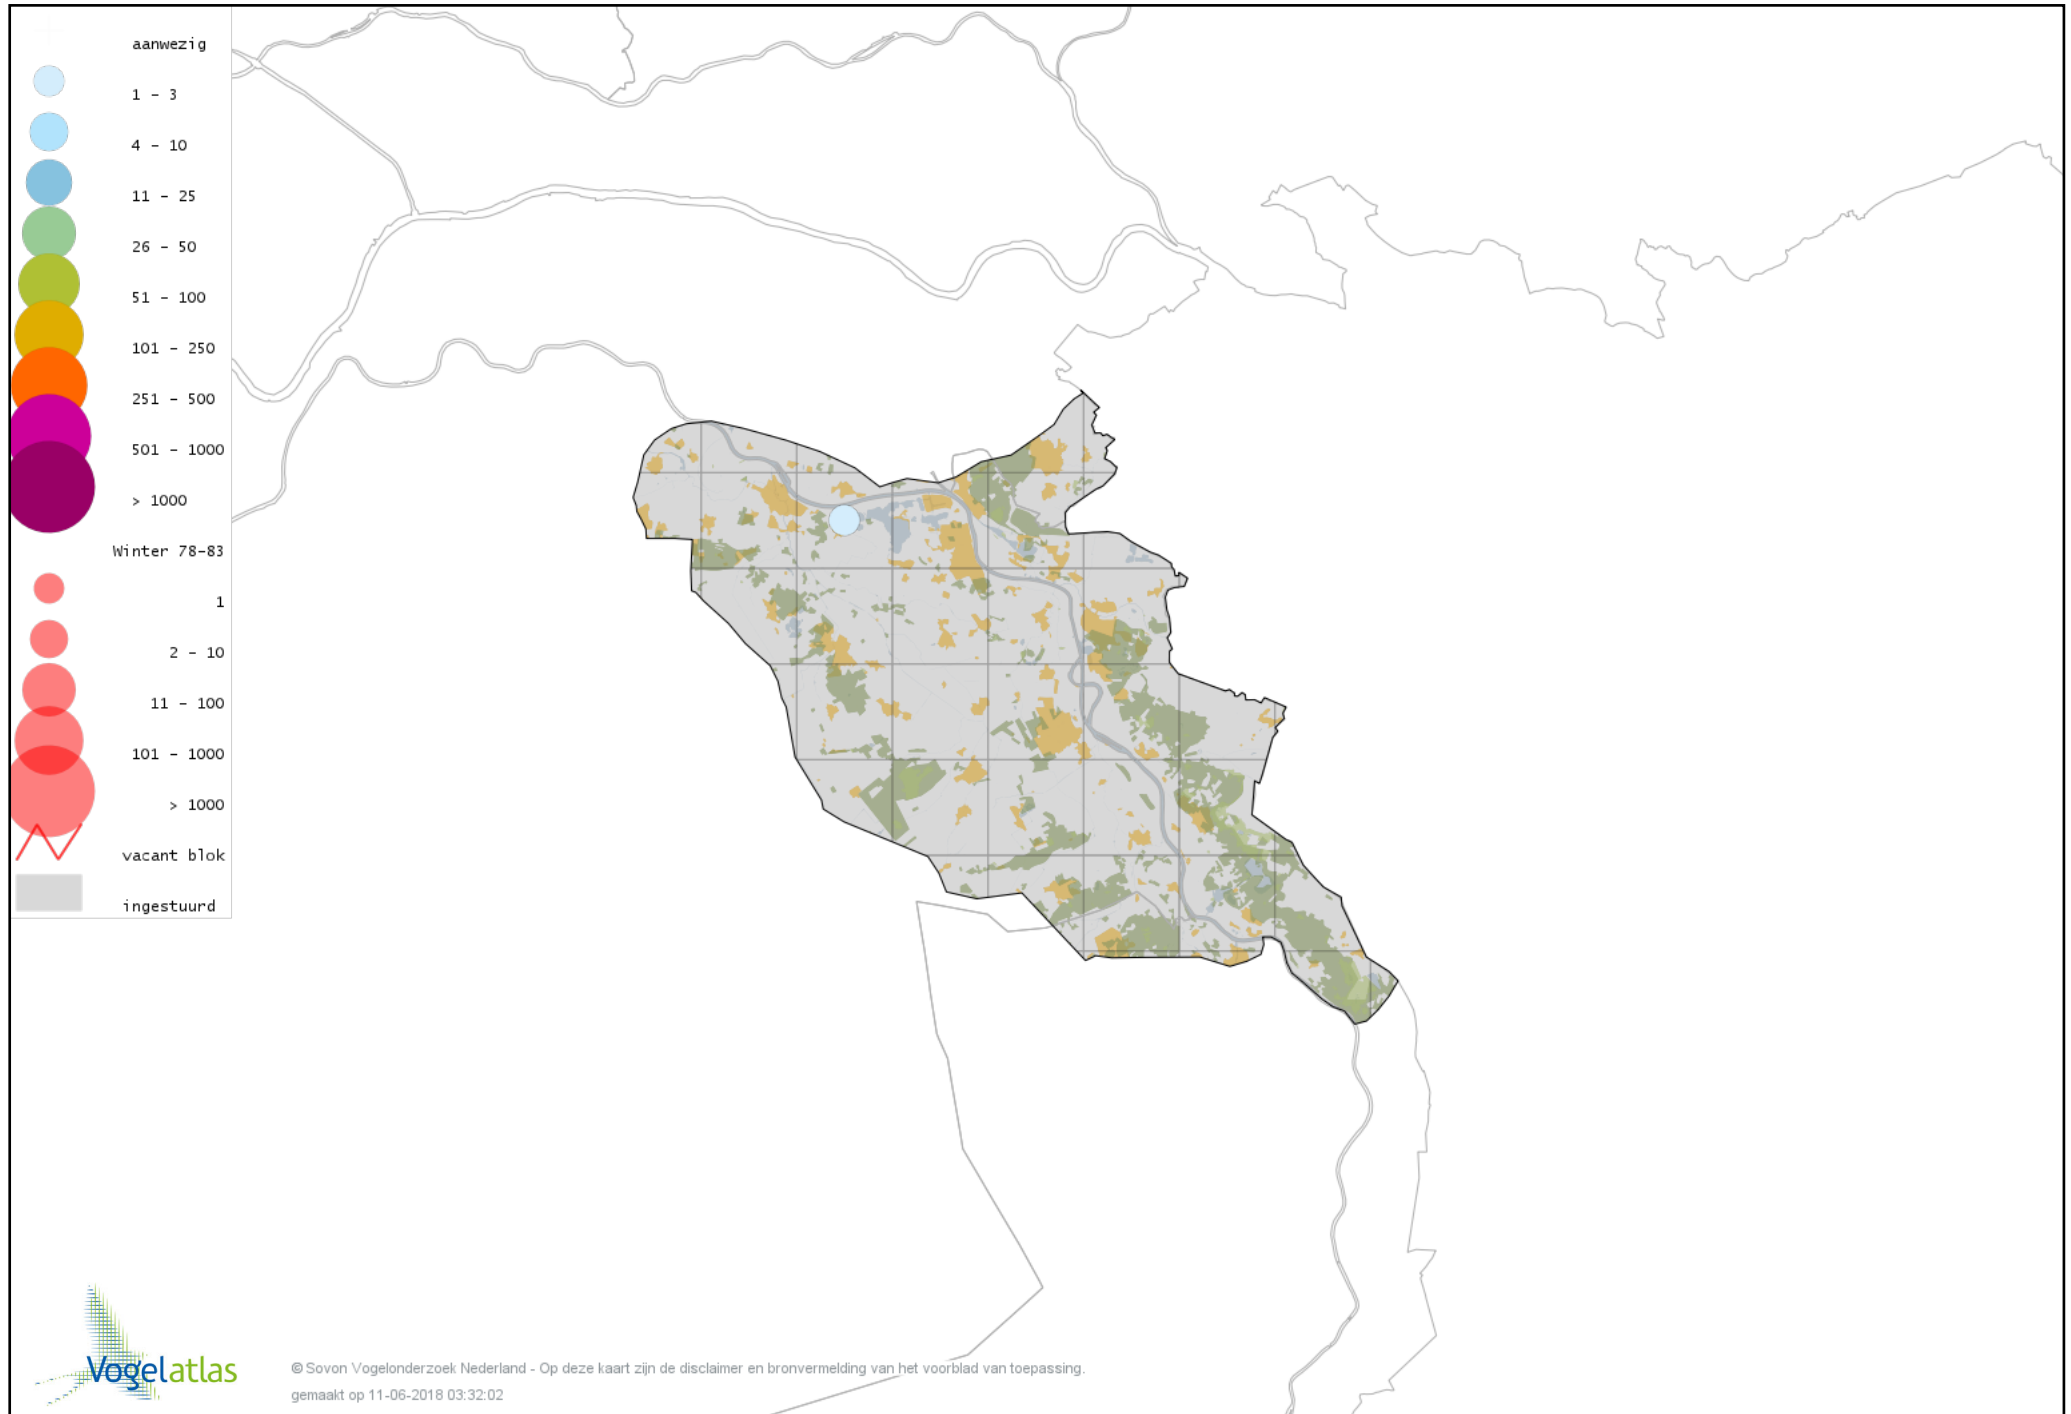 aanwezig
1 - 3
4 - 10
11 - 25
26 - 50
51 - 100
101 - 250
251 - 500
501 - 1000
> 1000
Winter 78-83
1
2 - 10
11 - 100
101 - 1000
> 1000
vacant blok
ingestuurd
Vogelatlas
© Sovon Vogelonderzoek Nederland - Op deze kaart zijn de disclaimer en bronvermelding van het voorblad van toepassing.
gemaakt op 11-06-2018 03:32:02